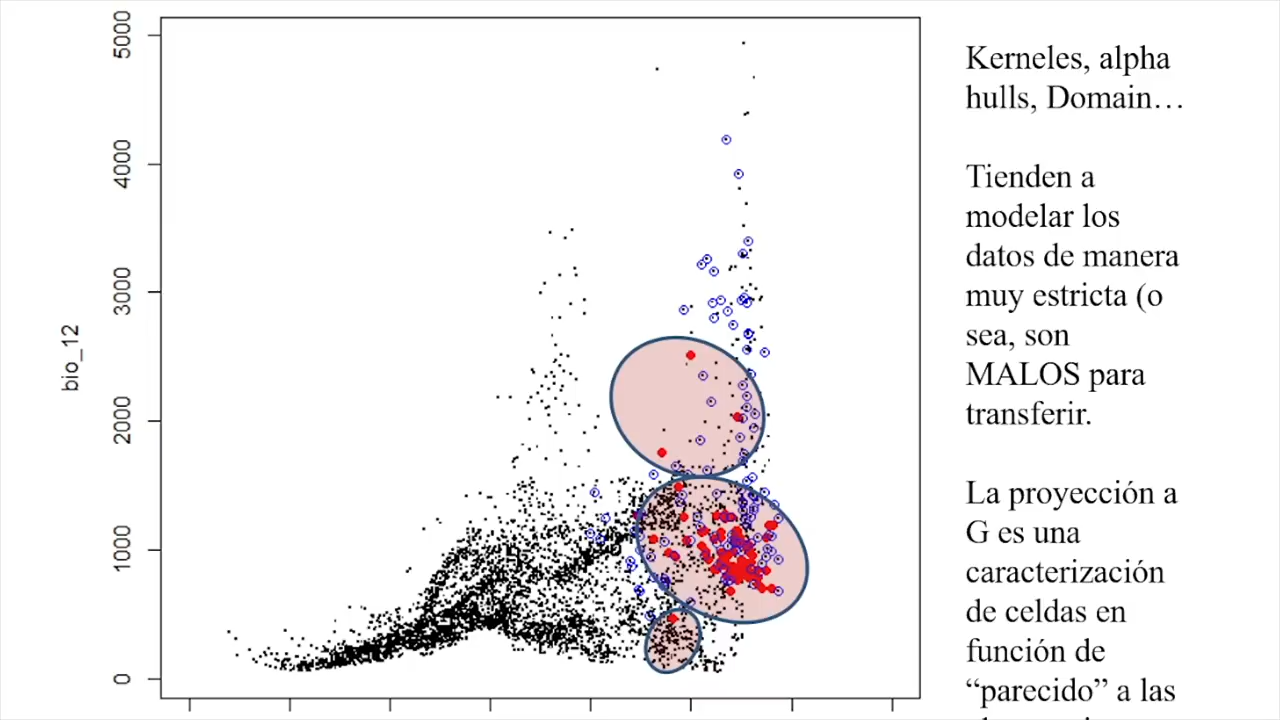 Kerneles, alpha
hulls, Domain…
Tienden a
modelar los
datos de manera
muy estricta (o
sea, son
MALOS para
transferir.
La proyección a
G es una
caracterización
de celdas en
función de
“parecido” a las
5000
4000
3000
2000
1000
0
bio_12